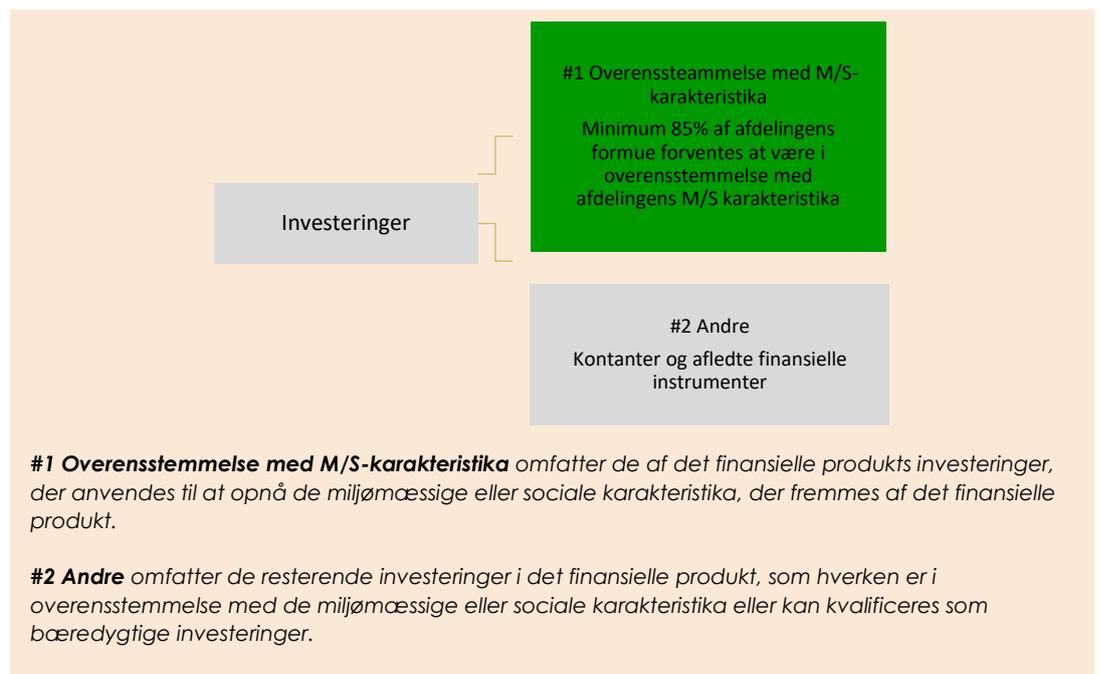 #1 Overenssteammelse med M/S-
karakteristika
Minimum 85% af afdelingens
formue forventes at være i
overensstemmelse med
afdelingens M/S karakteristika
Investeringer
#2 Andre
Kontanter og afledte finansielle
instrumenter
#1 Overensstemmelse med M/S-karakteristika omfatter de af det finansielle produkts investeringer,
der anvendes til at opnå de miljømæssige eller sociale karakteristika, der fremmes af det finansielle
produkt.
#2 Andre omfatter de resterende investeringer i det finansielle produkt, som hverken er i
overensstemmelse med de miljømæssige eller sociale karakteristika eller kan kvalificeres som
bæredygtige investeringer.